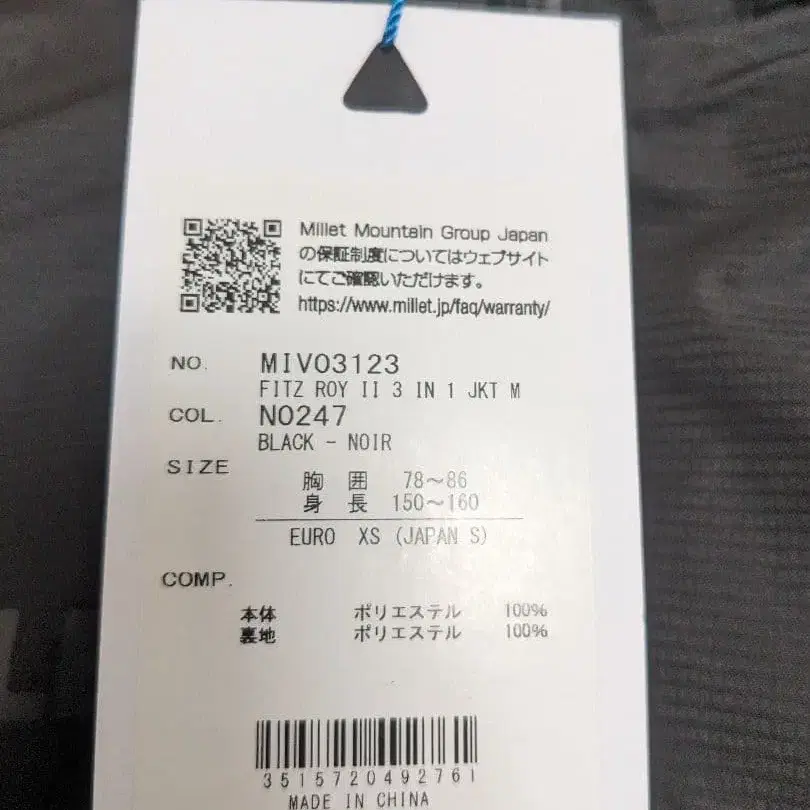 Millet Mountain Group Japan
の保証制度についてはウェブサイト
にてご確認いただけます。
https://www.millet.jp/faq/warranty/
NO. MIV03123
FITZ ROY II 3 IN 1 JKT M
COL. N0247
BLACK - NOIR
SIZE
胸 囲 78～86
身 長 150～160
EURO XS (JAPAN S)
COMP.
本体 ポリエステル 100%
裏地 ポリエステル 100%
3515720492761
MADE IN CHINA